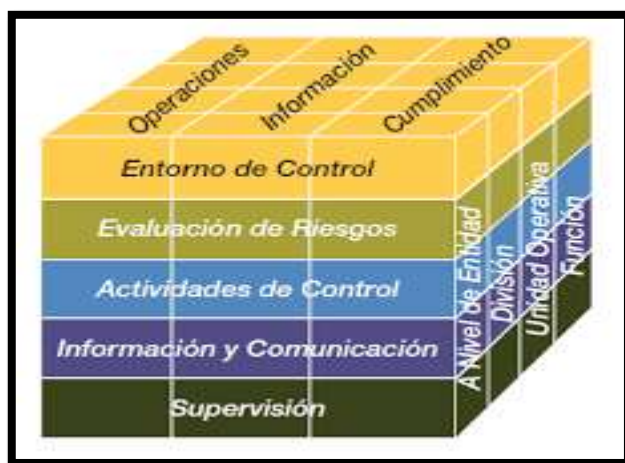 Operaciones
Información
Cumplimiento
Entorno de Control
Evaluación de Riesgos
Actividades de Control
Información y Comunicación
Supervisión
A Nivel de Entidad
División
Unidad Operativa
Función